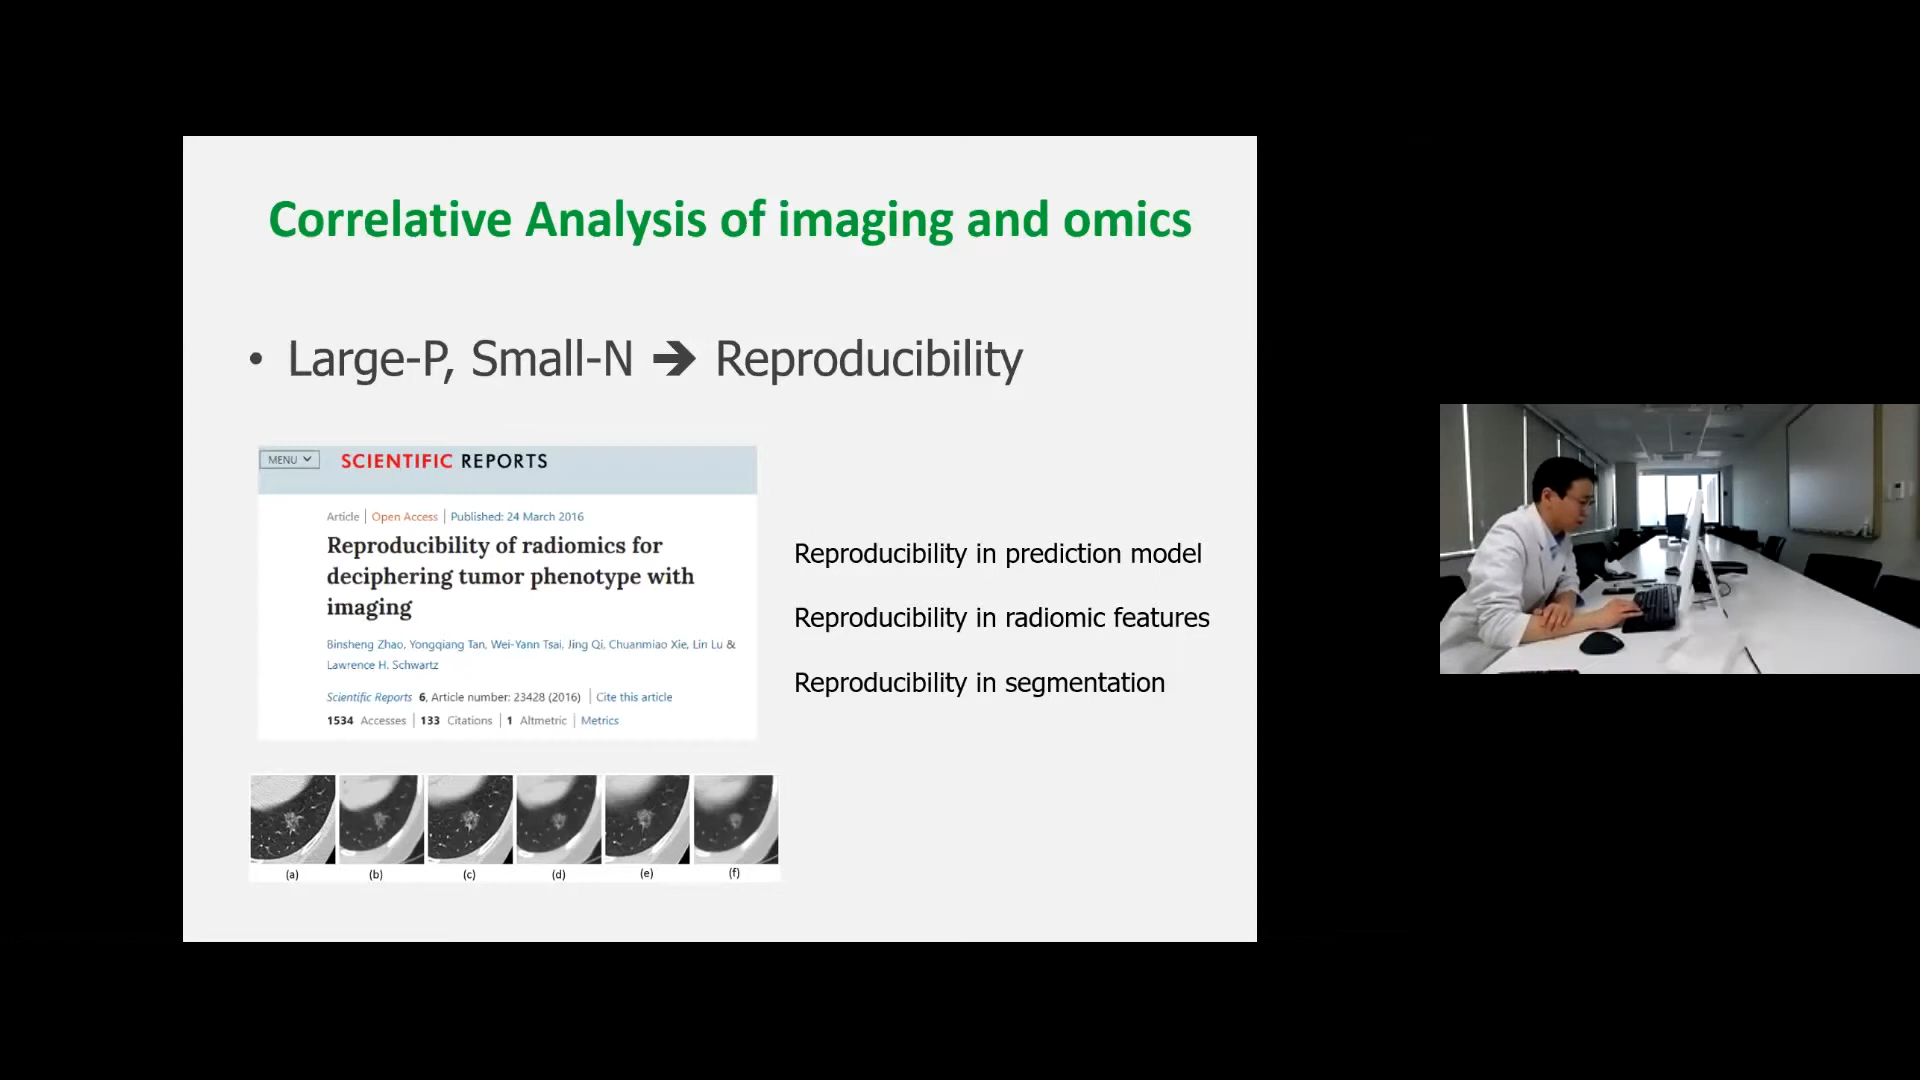 Correlative Analysis of imaging and omics
• Large-P, Small-N ➔ Reproducibility
MENU
SCIENTIFIC REPORTS
Article | Open Access | Published: 24 March 2016
Reproducibility of radiomics for
deciphering tumor phenotype with
imaging
Binsheng Zhao, Yongqiang Tan, Wei-Yann Tsai, Jing Qi, Chuanmiao Xie, Lin Lu &
Lawrence H. Schwartz
Scientific Reports 6, Article number: 23428 (2016) | Cite this article
1534 Accesses | 133 Citations | 1 Altmetric | Metrics
Reproducibility in prediction model
Reproducibility in radiomic features
Reproducibility in segmentation
(a) (b) (c) (d) (e) (f)